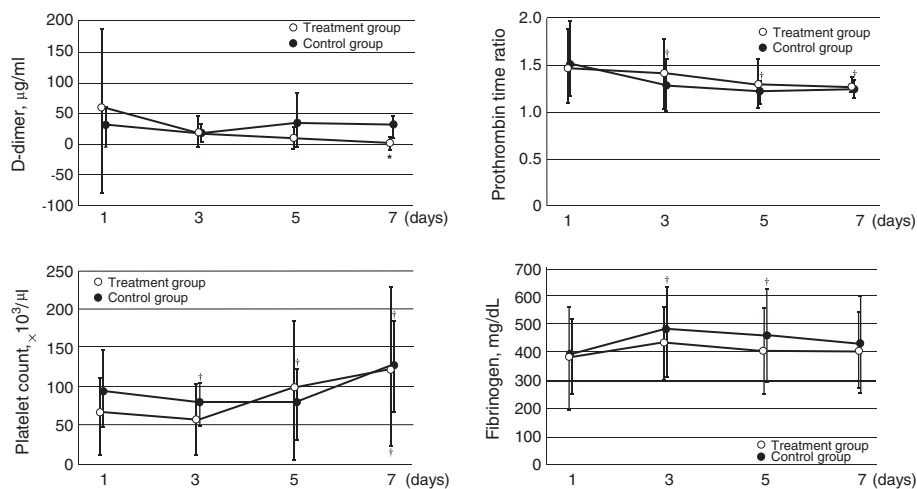 D-dimer, μg/ml
200
150
100
50
0
-50
-100
1 3 5 7 (days)
Treatment group
Control group
*
Prothrombin time ratio
2.0
1.5
1.0
0.5
0
1 3 5 7 (days)
Treatment group
Control group
† † †
Platelet count, ×10³/μl
250
200
150
100
50
0
1 3 5 7 (days)
Treatment group
Control group
† † † †
Fibrinogen, mg/dL
700
600
500
400
300
200
100
0
1 3 5 7 (days)
Treatment group
Control group
† †